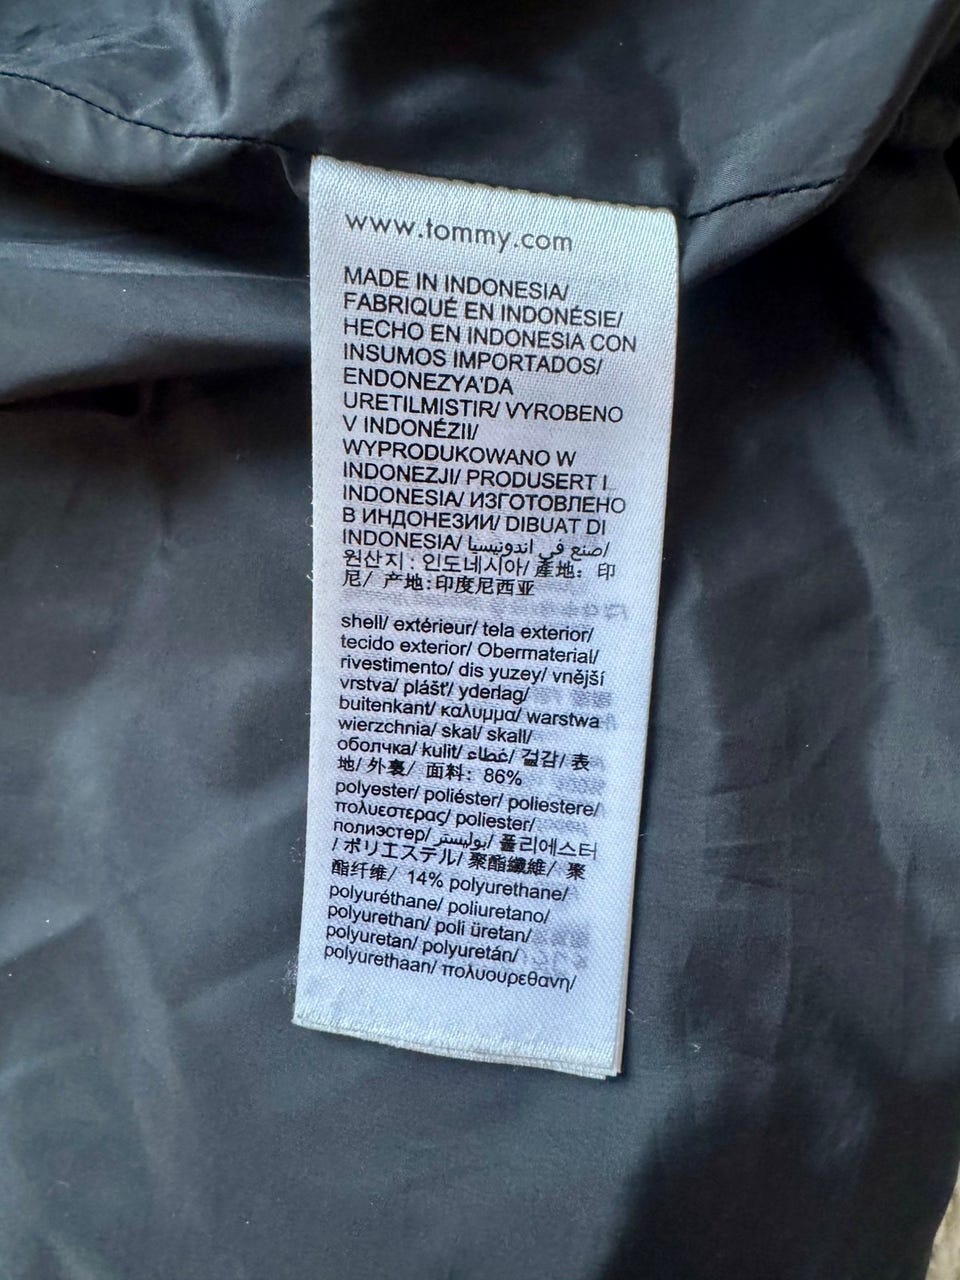 www.tommy.com
MADE IN INDONESIA/
FABRIQUÉ EN INDONÉSIE/
HECHO EN INDONESIA CON
INSUMOS IMPORTADOS/
ENDONEZYA'DA
URETILMISTIR/ VYROBENO
V INDONÉZII/
WYPRODUKOWANO W
INDONEZJI/ PRODUSERT I
INDONESIA/ ИЗГОТОВЛЕНО
В ИНДОНЕЗИИ/ DIBUAT DI
INDONESIA/ صنع في اندونيسيا/
원산지 : 인도네시아/ 產地：印
尼/ 产地:印度尼西亚
shell/ extérieur/ tela exterior/
tecido exterior/ Obermaterial/
rivestimento/ dis yuzey/ vnější
vrstva/ plášť/ yderlag/
buitenkant/ καλυμμα/ warstwa
wierzchnia/ skal/ skall/
оболчка/ kulit/ غطاء/ 겉감/ 表
地/ 外裏/ 面料：86%
polyester/ poliéster/ poliestere/
πολυεστερας/ poliester/
полиэстер/ بوليستر/ 폴리에스터
/ ポリエステル/ 聚酯纖維/ 聚
酯纤维/ 14% polyurethane/
polyuréthane/ poliuretano/
polyurethan/ poli üretan/
polyuretan/ polyuretán/
polyurethaan/ πολυουρεθανη/